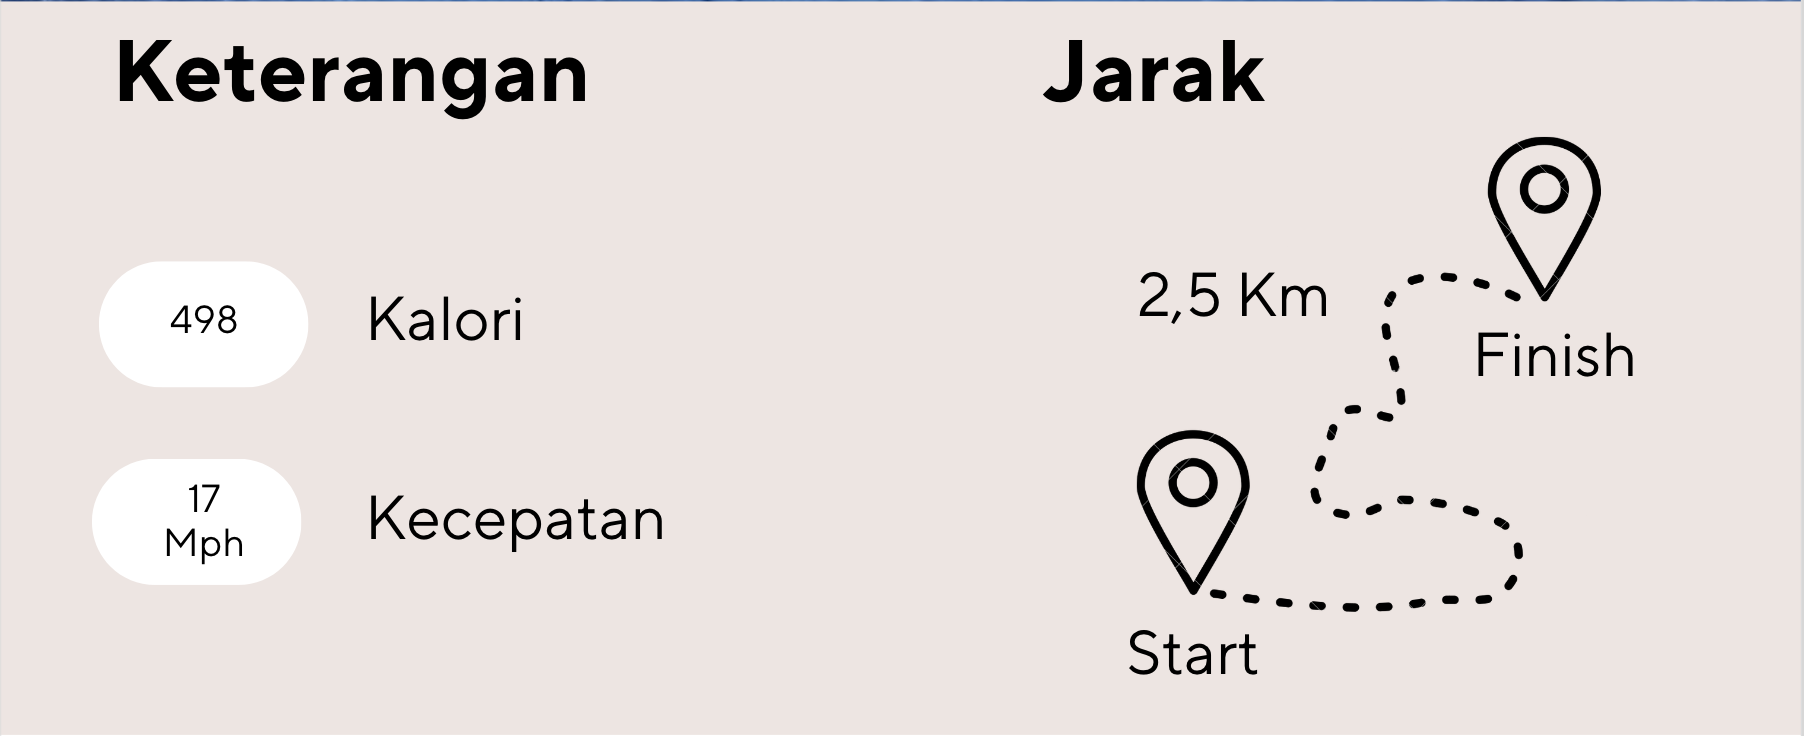 Keterangan
498
Kalori
17
Mph
Kecepatan
Jarak
2,5 Km
Finish
Start